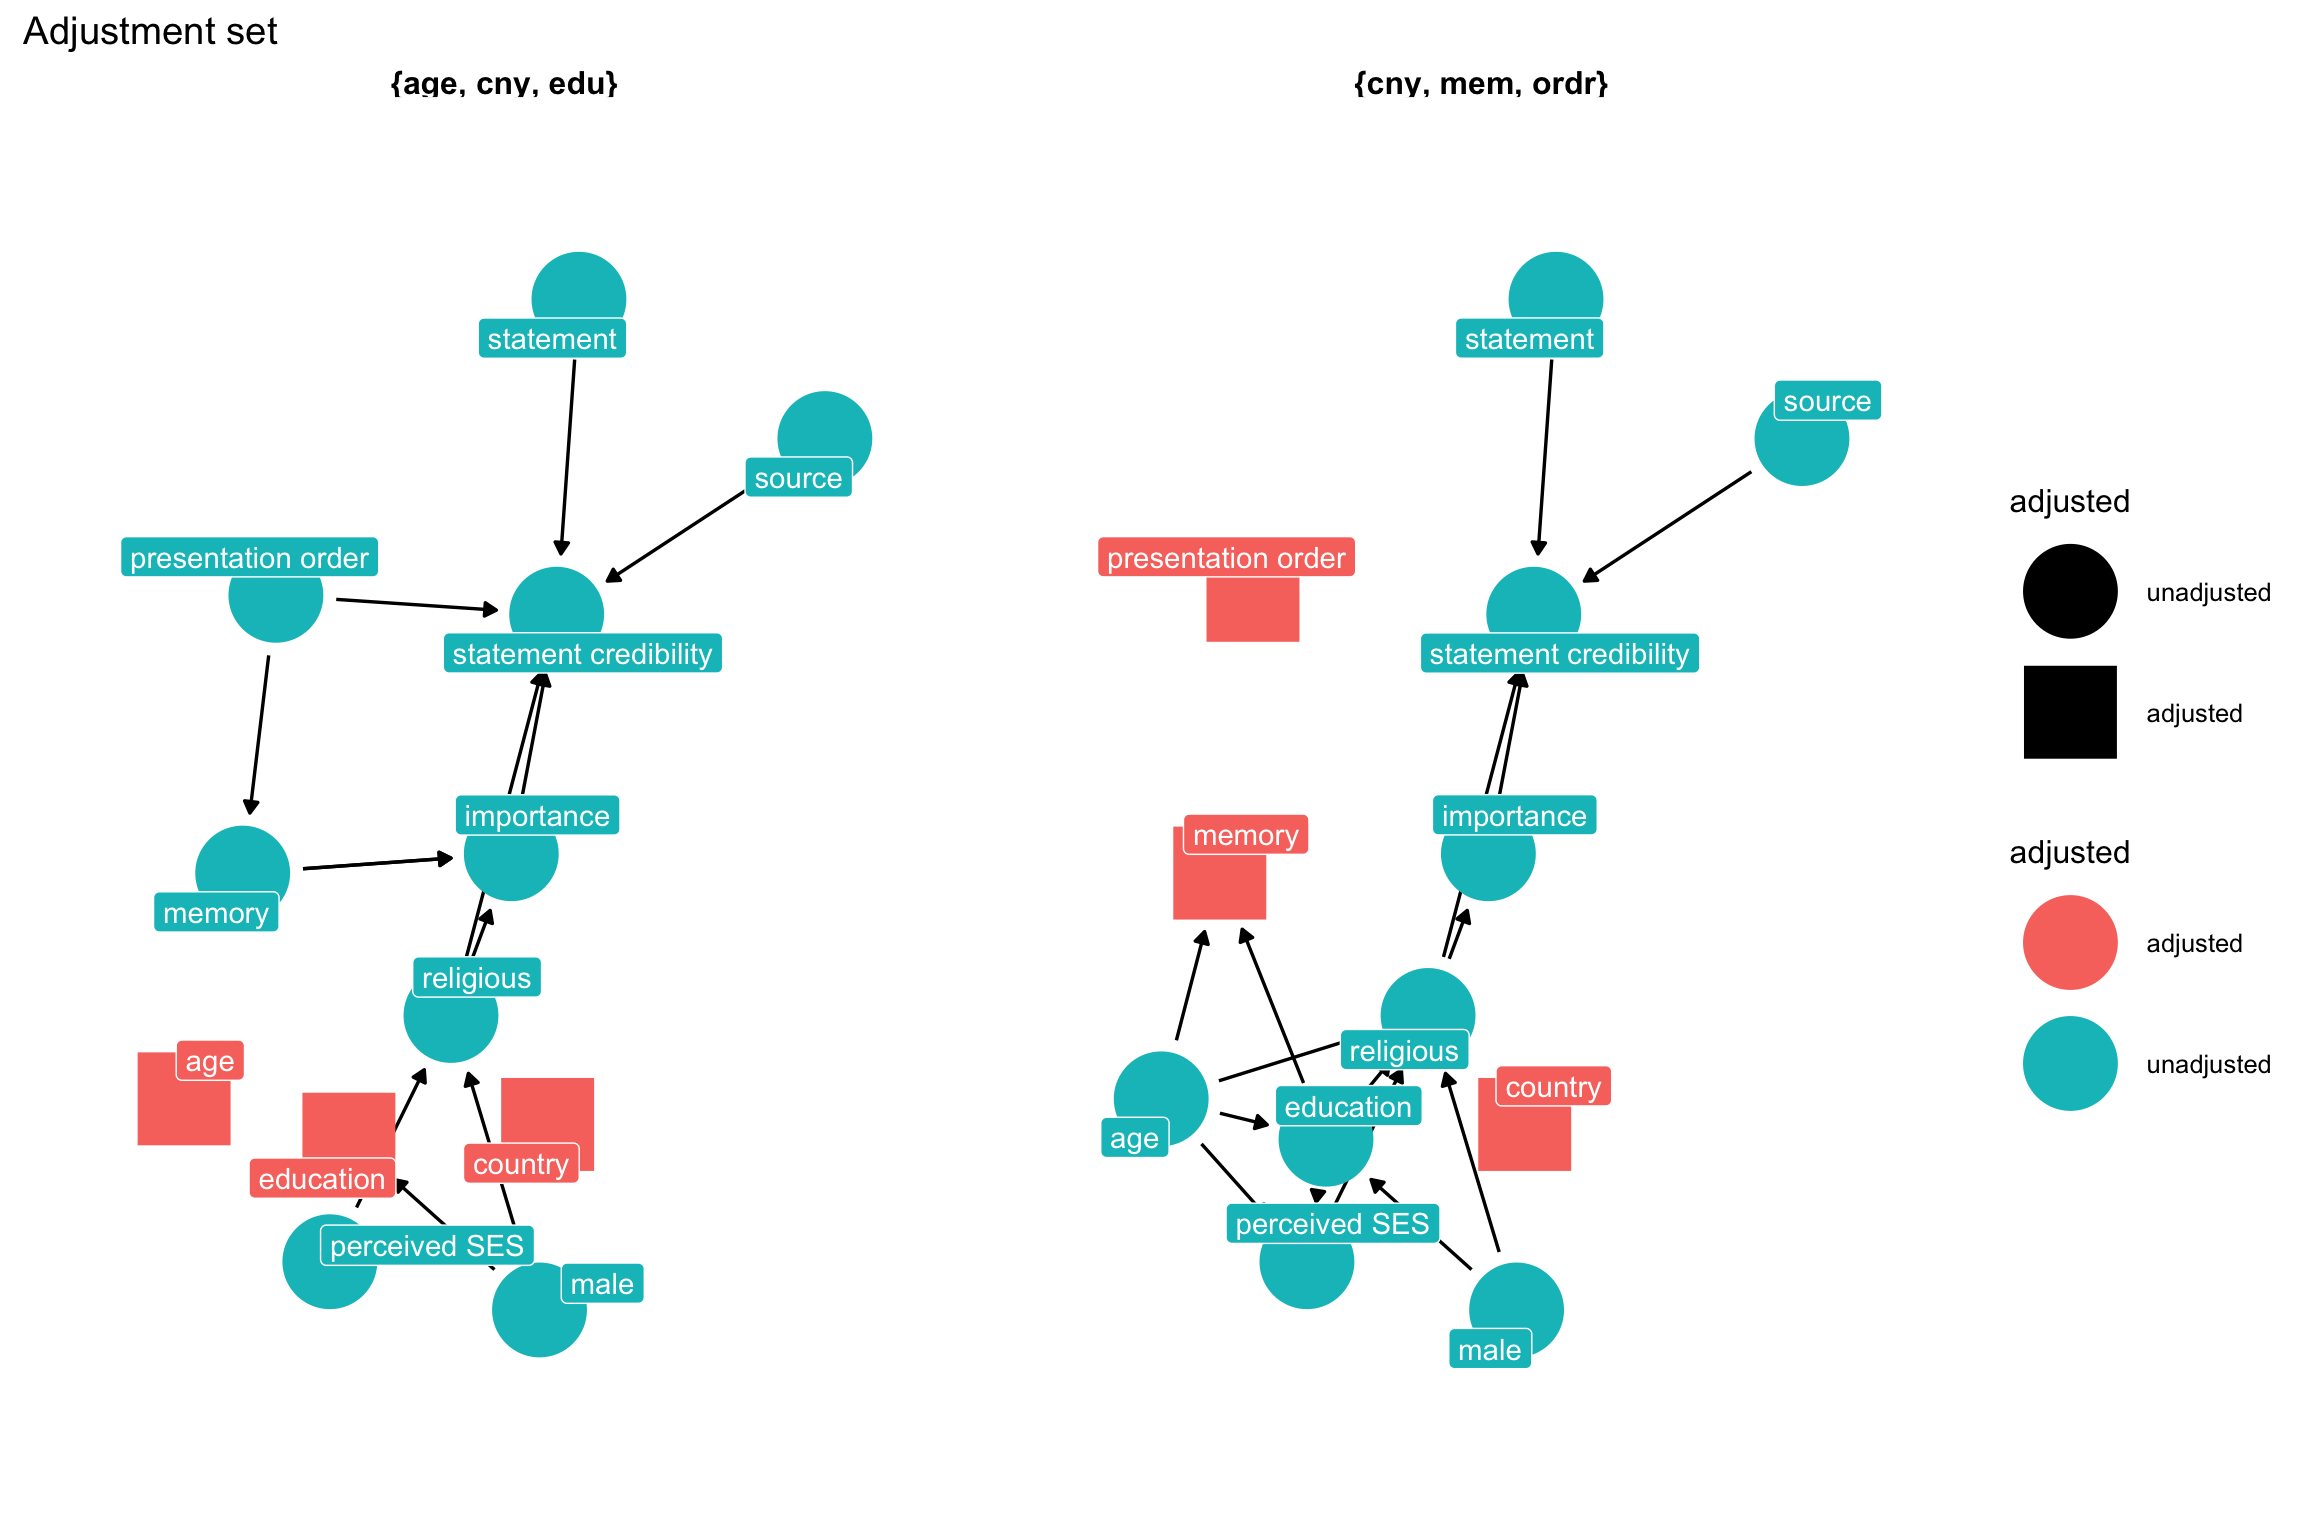 Adjustment set
{age, cny, edu}
statement
source
presentation order
statement credibility
importance
memory
religious
age
country
education
perceived SES
male
{cny, mem, ordr}
statement
source
presentation order
statement credibility
importance
memory
religious
country
education
age
perceived SES
male
adjusted
unadjusted
adjusted
adjusted
adjusted
unadjusted